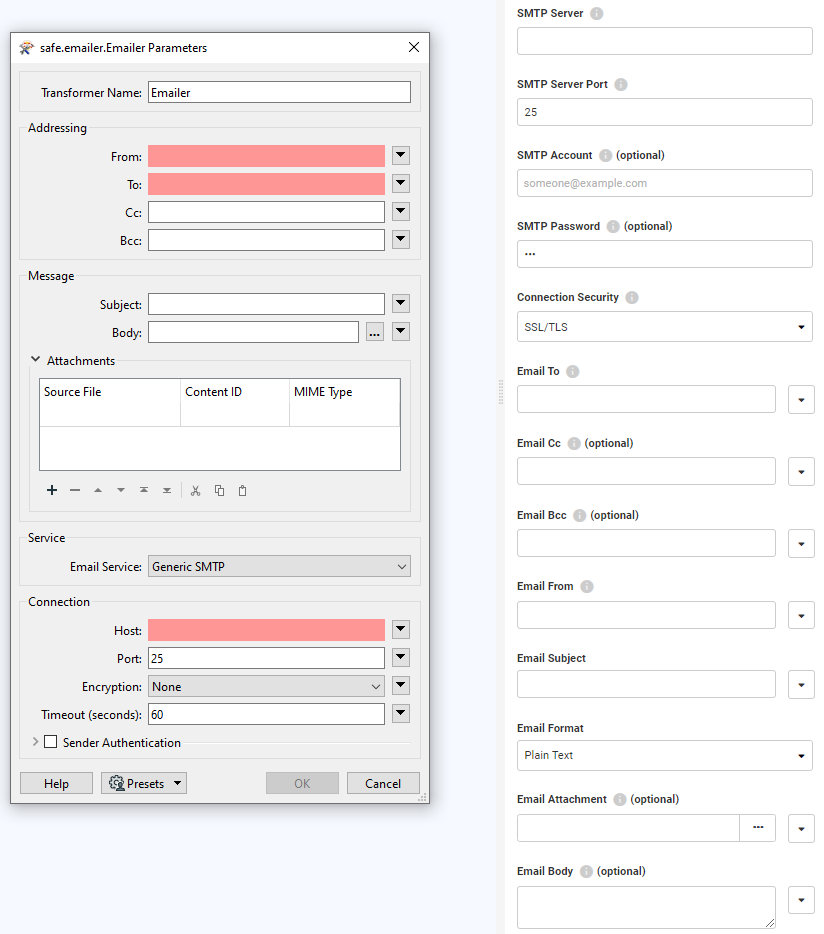 safe.emailer.Emailer Parameters
Transformer Name: Emailer
Addressing
From:
To:
Cc:
Bcc:
Message
Subject:
Body: ...
Attachments
Source File Content ID MIME Type
Service
Email Service: Generic SMTP
Connection
Host:
Port: 25
Encryption: None
Timeout (seconds): 60
Sender Authentication
Help Presets OK Cancel
SMTP Server
SMTP Server Port
25
SMTP Account (optional)
someone@example.com
SMTP Password (optional)
•••
Connection Security
SSL/TLS
Email To
Email Cc (optional)
Email Bcc (optional)
Email From
Email Subject
Email Format
Plain Text
Email Attachment (optional)
•••
Email Body (optional)